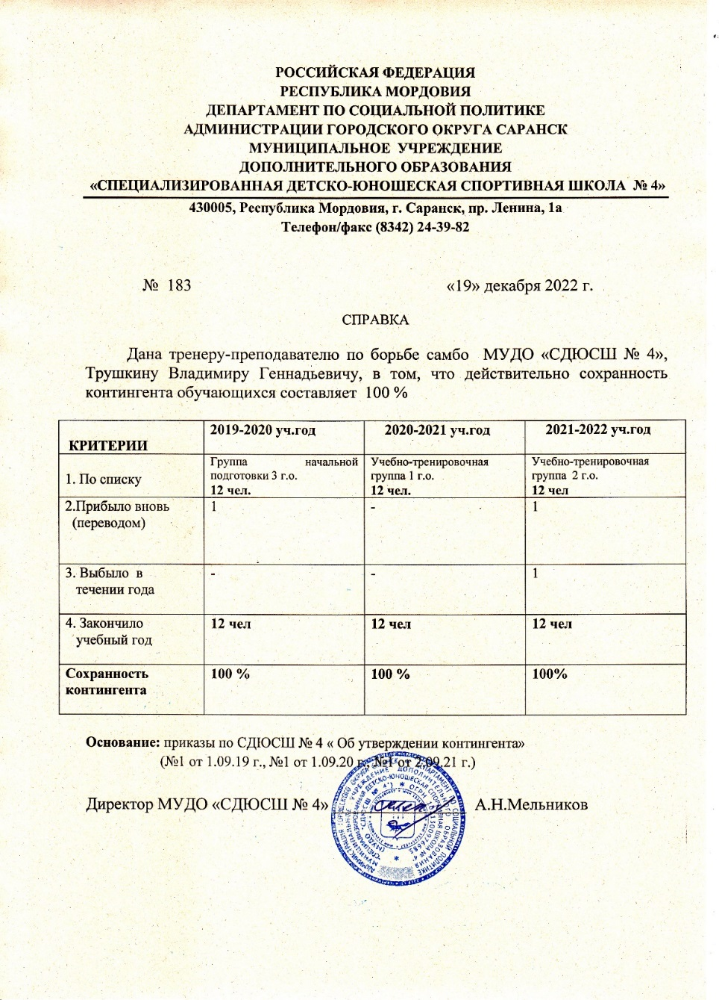 РОССИЙСКАЯ ФЕДЕРАЦИЯ
РЕСПУБЛИКА МОРДОВИЯ
ДЕПАРТАМЕНТ ПО СОЦИАЛЬНОЙ ПОЛИТИКЕ
АДМИНИСТРАЦИИ ГОРОДСКОГО ОКРУГА САРАНСК
МУНИЦИПАЛЬНОЕ УЧРЕЖДЕНИЕ
ДОПОЛНИТЕЛЬНОГО ОБРАЗОВАНИЯ
«СПЕЦИАЛИЗИРОВАННАЯ ДЕТСКО-ЮНОШЕСКАЯ СПОРТИВНАЯ ШКОЛА № 4»
430005, Республика Мордовия, г. Саранск, пр. Ленина, 1а
Телефон/факс (8342) 24-39-82
№ 183 «19» декабря 2022 г.
СПРАВКА
Дана тренеру-преподавателю по борьбе самбо МУДО «СДЮСШ № 4»,
Трушкину Владимиру Геннадьевичу, в том, что действительно сохранность
контингента обучающихся составляет 100 %
КРИТЕРИИ 2019-2020 уч.год 2020-2021 уч.год 2021-2022 уч.год
1. По списку
Группа начальной
подготовки 3 г.о.
12 чел.
Учебно-тренировочная
группа 1 г.о.
12 чел.
Учебно-тренировочная
группа 2 г.о.
12 чел
2.Прибыло вновь
(переводом)
1
-
1
3. Выбыло в
течении года
-
-
1
4. Закончило
учебный год
12 чел
12 чел
12 чел
Сохранность
контингента
100 %
100 %
100%
Основание: приказы по СДЮСШ № 4 « Об утверждении контингента»
(№1 от 1.09.19 г., №1 от 1.09.20 г., №1 от 2.09.21 г.)
Директор МУДО «СДЮСШ № 4» А.Н.Мельников